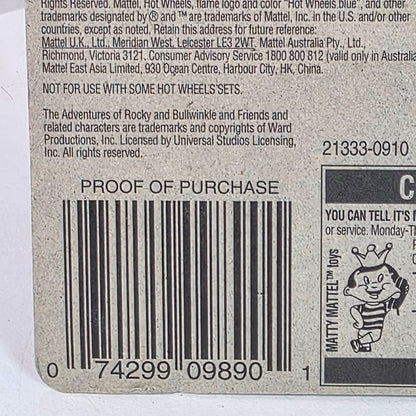 Rights Reserved. Mattel, Hot Wheels, flame logo and color "Hot Wheels blue", and other
trademarks designated by ® and ™ are trademarks of Mattel, Inc. in the U.S. and/or other
countries, except as noted. Retain this address for future reference:
Mattel U.K., Ltd., Meridian West, Leicester LE3 2WT. Mattel Australia Pty., Ltd.,
Richmond, Victoria 3121. Consumer Advisory Service 1800 800 812 (valid only in Australia
Mattel East Asia Limited, 930 Ocean Centre, Harbour City, HK, China.
NOT FOR USE WITH SOME HOT WHEELS® SETS.
The Adventures of Rocky and Bullwinkle and Friends and
related characters are trademarks and copyrights of Ward
Productions, Inc. Licensed by Universal Studios Licensing,
Inc. All rights reserved.
21333-0910
PROOF OF PURCHASE
YOU CAN TELL IT'S
or service. Monday-Th
MATTY MATTEL™ toys
0 74299 09890 1